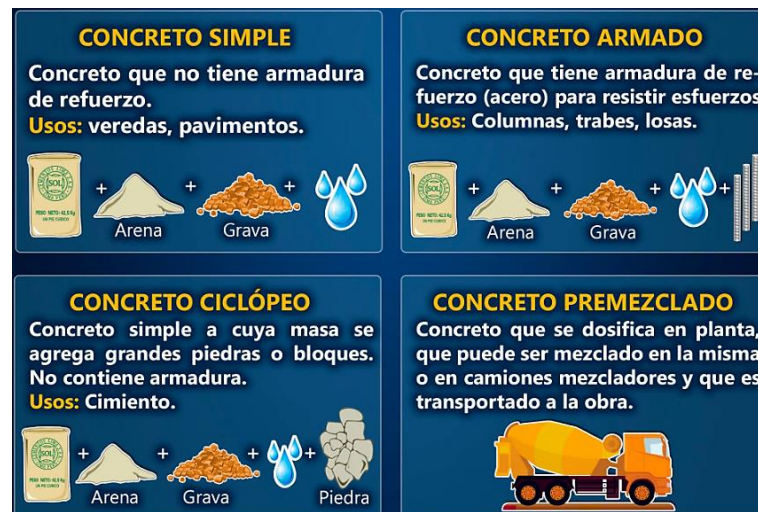 CONCRETO SIMPLE
Concreto que no tiene armadura
de refuerzo.
Usos: veredas, pavimentos.
SOL
+ + +
Arena
Grava
CONCRETO ARMADO
Concreto que tiene armadura de re-
fuerzo (acero) para resistir esfuerzos
Usos: Columnas, trabes, losas.
SOL
+ + + +
Arena
Grava
CONCRETO CICLÓPEO
Concreto simple a cuya masa se
agrega grandes piedras o bloques.
No contiene armadura.
Usos: Cimiento.
SOL
+ + + +
Arena
Grava
Piedra
CONCRETO PREMEZCLADO
Concreto que se dosifica en planta,
que puede ser mezclado en la misma
o en camiones mezcladores y que es
transportado a la obra.